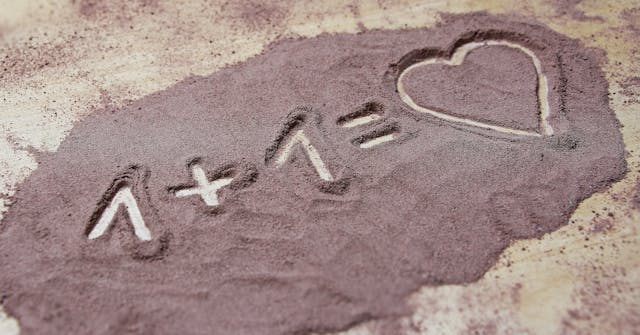 1 + 1 = ♡